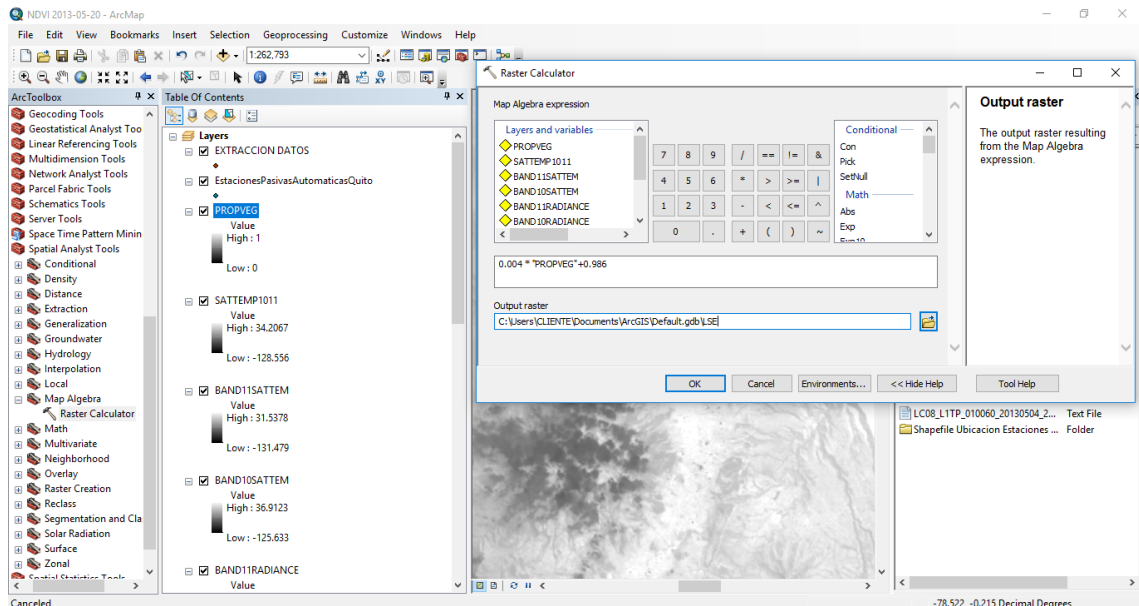 NDVI 2013-05-20 - ArcMap
File Edit View Bookmarks Insert Selection Geoprocessing Customize Windows Help
1:262,793
ArcToolbox
Geocoding Tools
Geostatistical Analyst Too
Linear Referencing Tools
Multidimension Tools
Network Analyst Tools
Parcel Fabric Tools
Schematics Tools
Server Tools
Space Time Pattern Minin
Spatial Analyst Tools
Conditional
Density
Distance
Extraction
Generalization
Groundwater
Hydrology
Interpolation
Local
Map Algebra
Raster Calculator
Math
Multivariate
Neighborhood
Overlay
Raster Creation
Reclass
Segmentation and Cla
Solar Radiation
Surface
Zonal
Spatial Statistics Tools
Table Of Contents
Layers
EXTRACCION DATOS
EstacionesPasivasAutomaticasQuito
PROPVEG
Value
High : 1
Low : 0
SATTEMP1011
Value
High : 34.2067
Low : -128.556
BAND11SATTEM
Value
High : 31.5378
Low : -131.479
BAND10SATTEM
Value
High : 36.9123
Low : -125.633
BAND11RADIANCE
Value
Raster Calculator
Map Algebra expression
Layers and variables
PROPVEG
SATTEMP1011
BAND11SATTEM
BAND10SATTEM
BAND11RADIANCE
BAND10RADIANCE
7 8 9 / == != &
4 5 6 * > >= |
1 2 3 - < <= ^
0 . + ( ) ~
Conditional
Con
Pick
SetNull
Math
Abs
Exp
Exp10
0.004 * "PROPVEG"+0.986
Output raster
C:\Users\CLIENTE\Documents\ArcGIS\Default.gdb\LSE
OK Cancel Environments... << Hide Help Tool Help
Output raster
The output raster resulting
from the Map Algebra
expression.
LC08_L1TP_010060_20130504_2... Text File
Shapefile Ubicacion Estaciones ... Folder
Canceled
-78.522 -0.215 Decimal Degrees